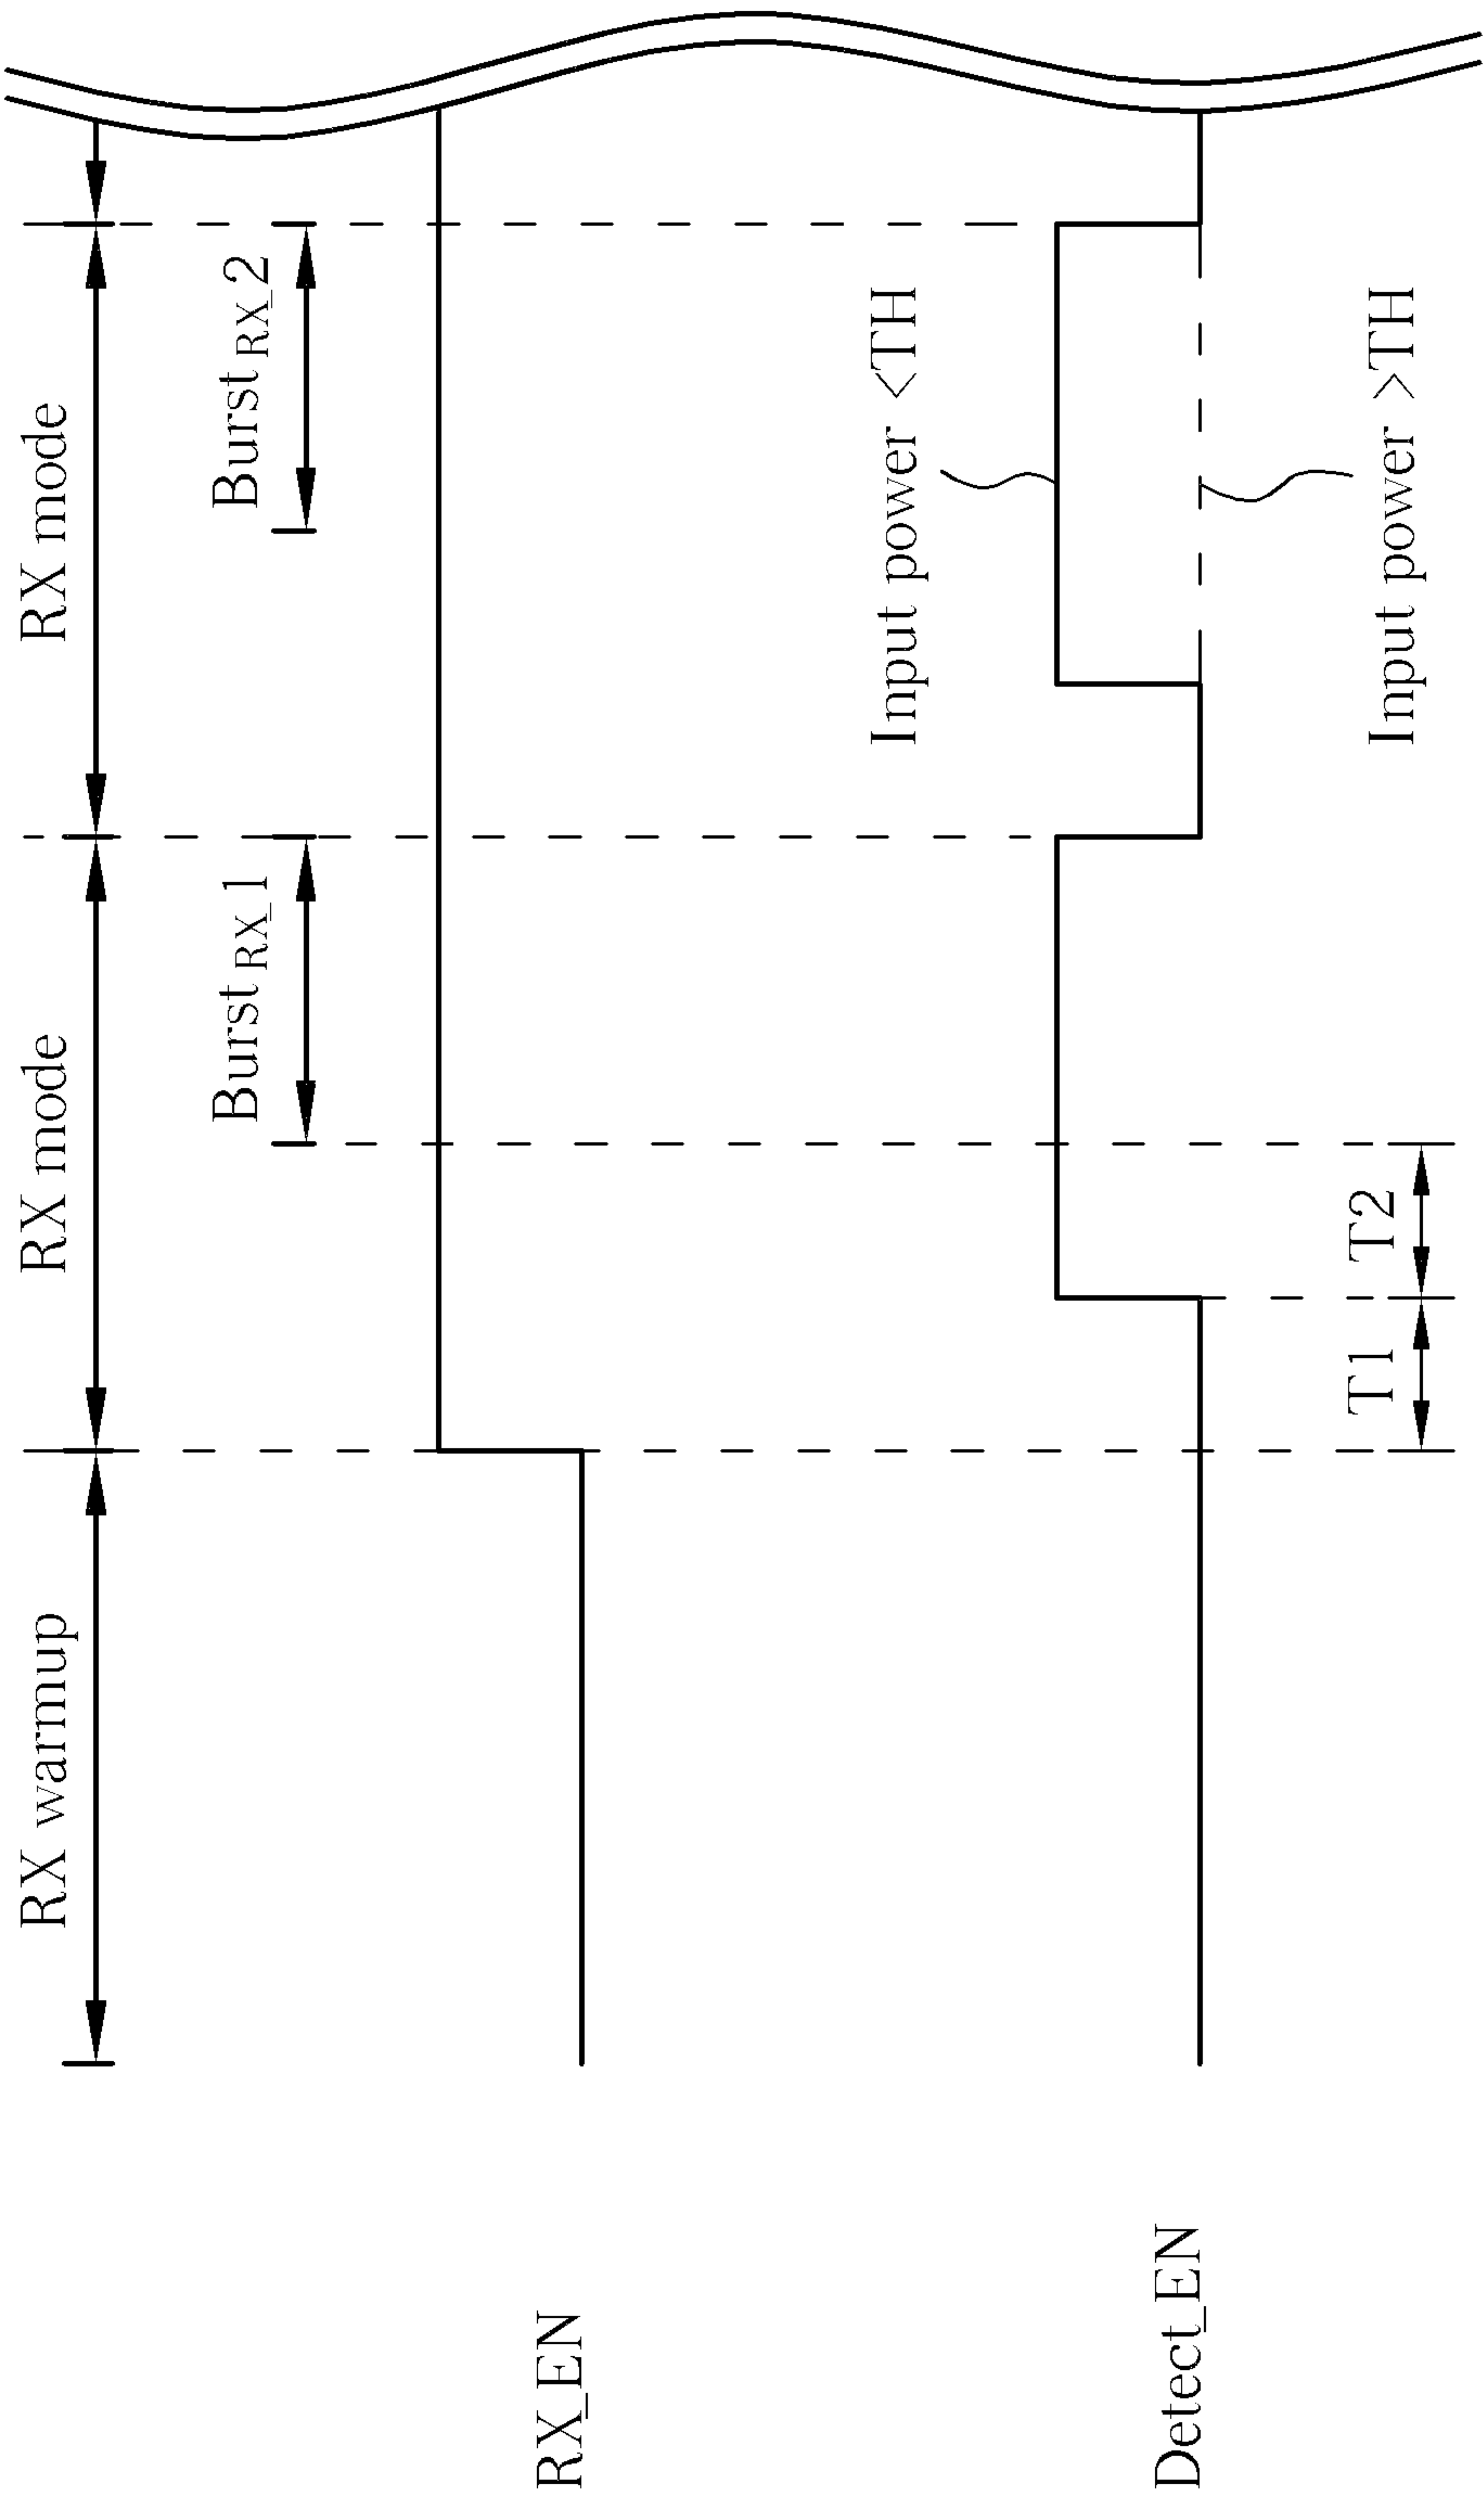 RX warmup
RX mode
RX mode
Burst RX_1
Burst RX_2
RX_EN
Input power <TH
Detect_EN
Input power >TH
T1
T2